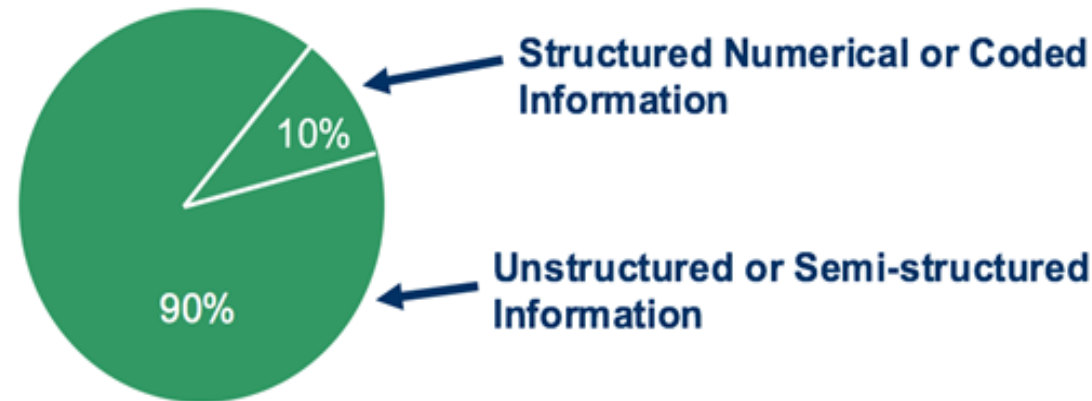 Structured Numerical or Coded
Information
10%
Unstructured or Semi-structured
Information
90%